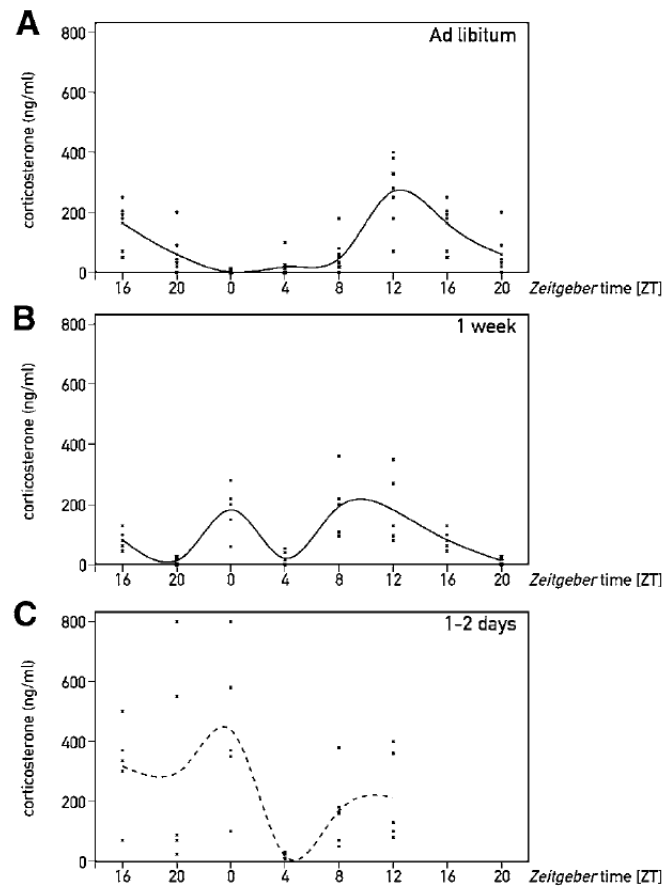 A
Ad libitum
corticosterone (ng/ml)
800
600
400
200
0
16 20 0 4 8 12 16 20
Zeitgeber time [ZT]
B
1 week
corticosterone (ng/ml)
800
600
400
200
0
16 20 0 4 8 12 16 20
Zeitgeber time [ZT]
C
1-2 days
corticosterone (ng/ml)
800
600
400
200
0
16 20 0 4 8 12 16 20
Zeitgeber time [ZT]